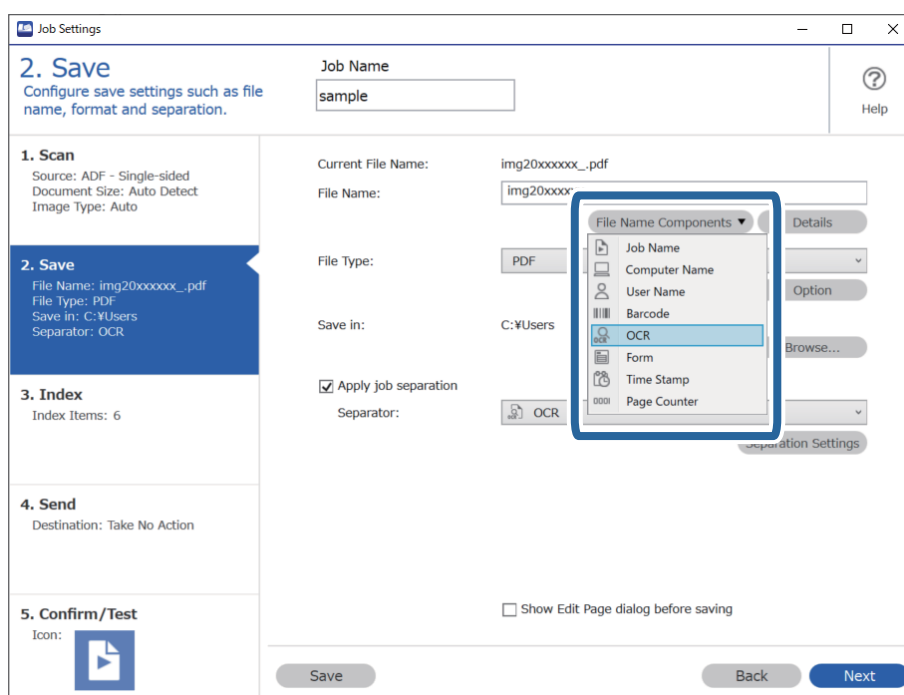 Job Settings
2. Save
Configure save settings such as file
name, format and separation.
Job Name
sample
Help
1. Scan
Source: ADF - Single-sided
Document Size: Auto Detect
Image Type: Auto
2. Save
File Name: img20xxxxxx_.pdf
File Type: PDF
Save in: C:¥Users
Separator: OCR
3. Index
Index Items: 6
4. Send
Destination: Take No Action
5. Confirm/Test
Icon:
Current File Name: img20xxxxxx_.pdf
File Name: img20xxxx
File Name Components ▼ Details
Job Name
Computer Name
User Name
Barcode
OCR
Form
Time Stamp
Page Counter
File Type: PDF
Option
Save in: C:¥Users
Browse...
Apply job separation
Separator: OCR
Separation Settings
Show Edit Page dialog before saving
Save Back Next